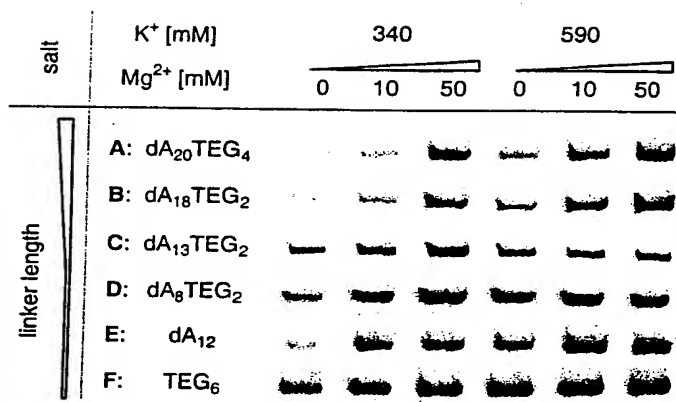 salt
K⁺ [mM] 340 590
Mg²⁺ [mM] 0 10 50 0 10 50
linker length
A: dA₂₀TEG₄
B: dA₁₈TEG₂
C: dA₁₃TEG₂
D: dA₈TEG₂
E: dA₁₂
F: TEG₆